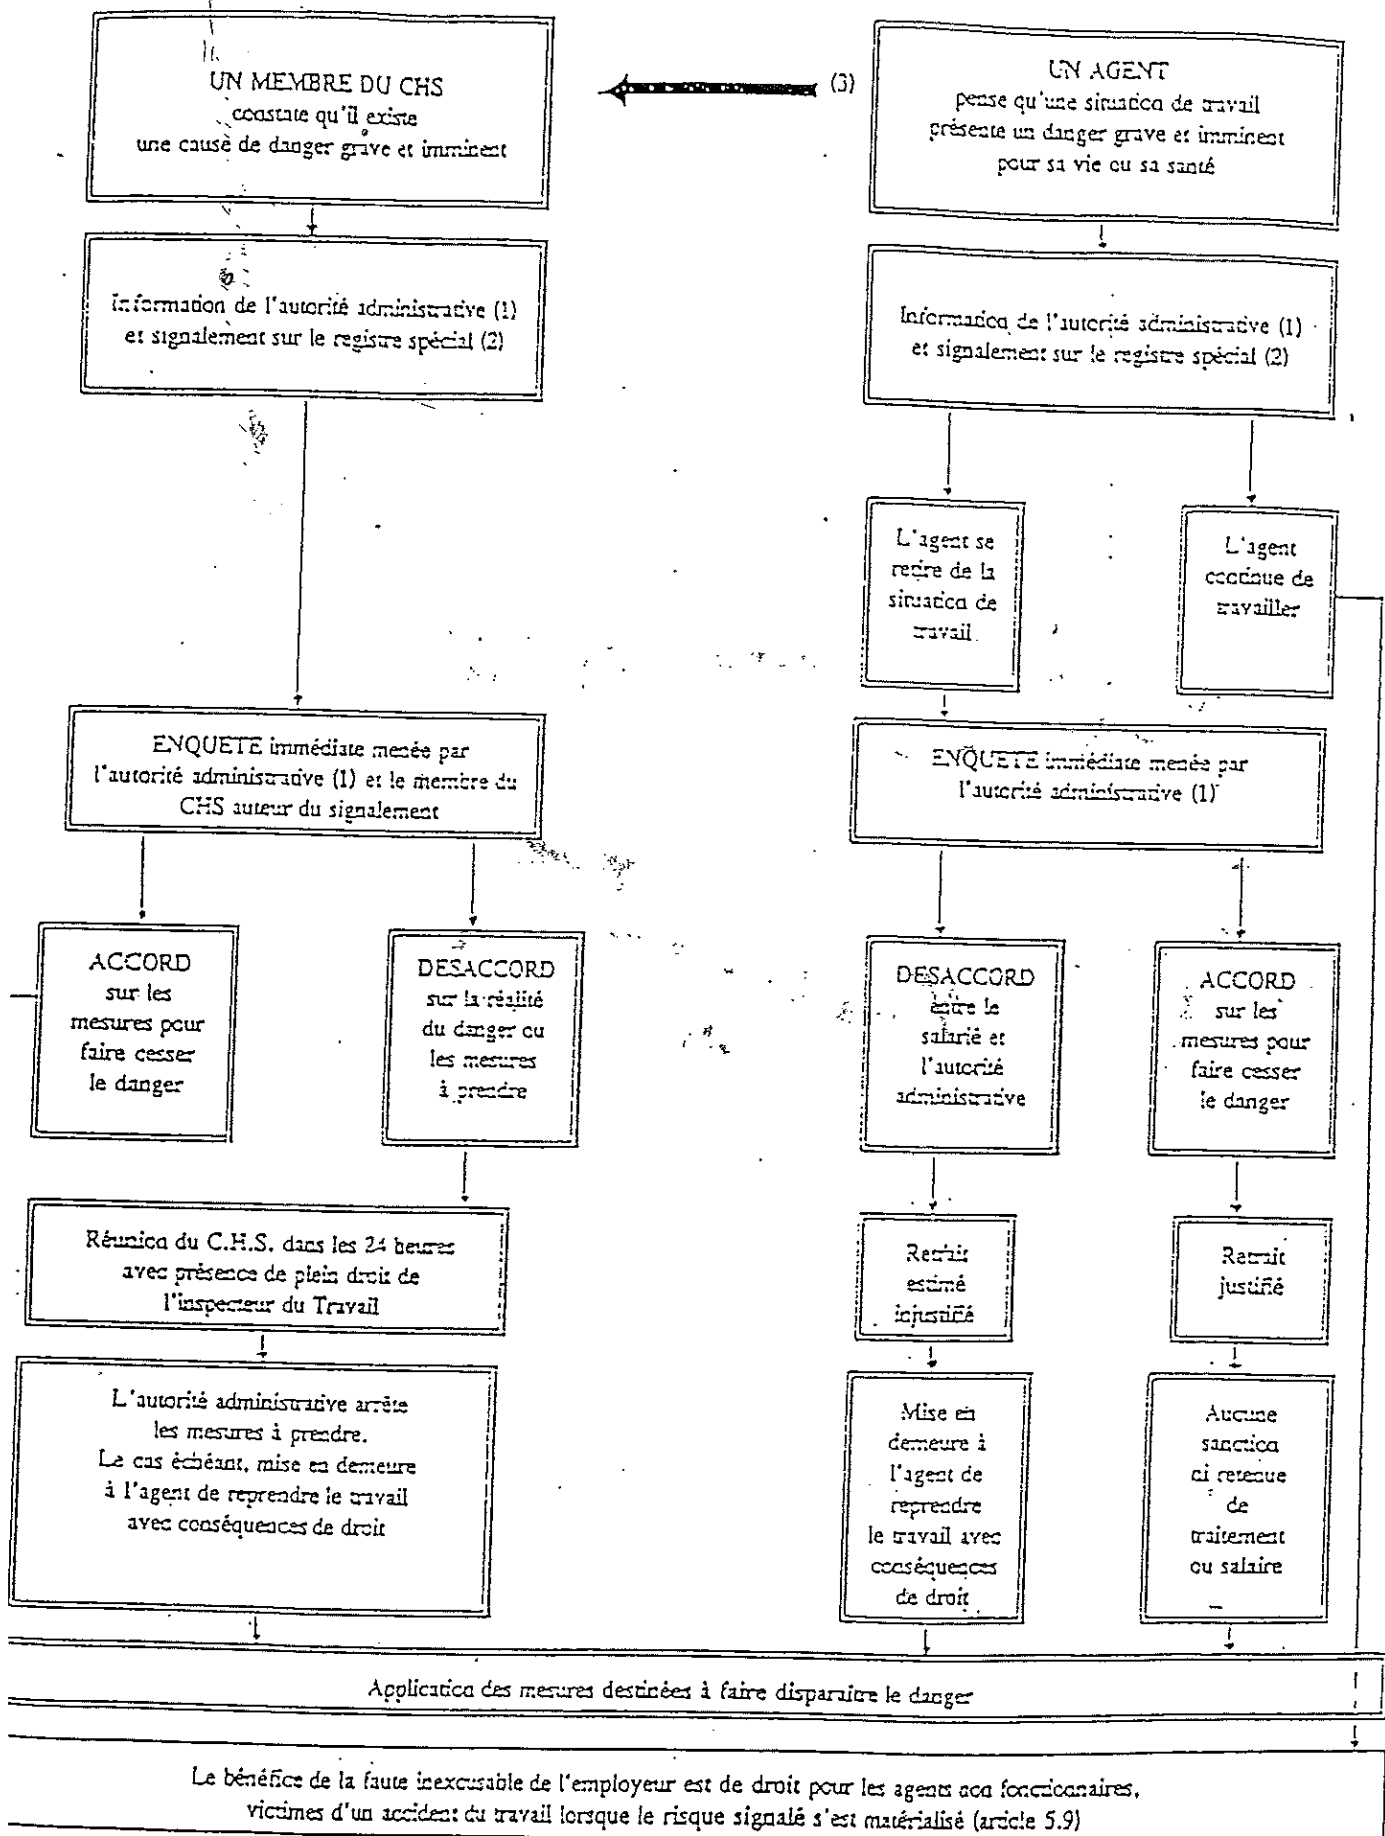 UN MEMBRE DU CHS
constate qu'il existe
une cause de danger grave et imminent
(3)
UN AGENT
pense qu'une situation de travail
présente un danger grave et imminent
pour sa vie ou sa santé
Information de l'autorité administrative (1)
et signalement sur le registre spécial (2)
Information de l'autorité administrative (1)
et signalement sur le registre spécial (2)
L'agent se
retire de la
situation de
travail
L'agent
continue de
travailler
ENQUETE immédiate menée par
l'autorité administrative (1) et le membre du
CHS auteur du signalement
ENQUETE immédiate menée par
l'autorité administrative (1)
ACCORD
sur les
mesures pour
faire cesser
le danger
DESACCORD
sur la réalité
du danger ou
les mesures
à prendre
DESACCORD
entre le
salarié et
l'autorité
administrative
ACCORD
sur les
mesures pour
faire cesser
le danger
Réunion du C.H.S. dans les 24 heures
avec présence de plein droit de
l'inspecteur du Travail
Retrait
estimé
injustifié
Retrait
justifié
L'autorité administrative arrête
les mesures à prendre.
Le cas échéant, mise en demeure
à l'agent de reprendre le travail
avec conséquences de droit
Mise en
demeure à
l'agent de
reprendre
le travail avec
conséquences
de droit
Aucune
sanction
ni retenue
de
traitement
ou salaire
Application des mesures destinées à faire disparaitre le danger
Le bénéfice de la faute inexcusable de l'employeur est de droit pour les agents non fonctionnaires,
victimes d'un accident du travail lorsque le risque signalé s'est matérialisé (article 5.9)